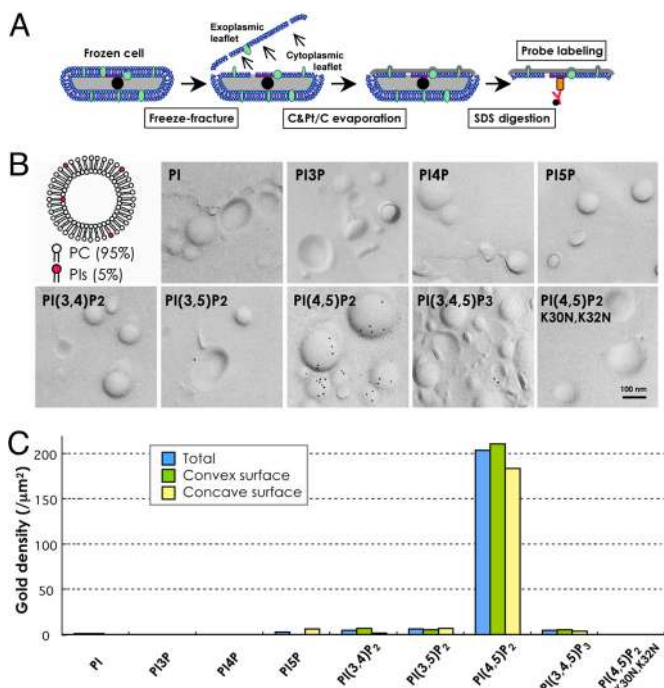 A
Frozen cell
Exoplasmic
leaflet
Cytoplasmic
leaflet
Probe labeling
Freeze-fracture
C&Pt/C evaporation
SDS digestion
B
PC (95%)
PIs (5%)
PI
PI3P
PI4P
PI5P
PI(3,4)P2
PI(3,5)P2
PI(4,5)P2
PI(3,4,5)P3
PI(4,5)P2
K30N,K32N
100 nm
C
Gold density (/μm²)
200
150
100
50
0
Total
Convex surface
Concave surface
PI
PI3P
PI4P
PI5P
PI(3,4)P₂
PI(3,5)P₂
PI(4,5)P₂
PI(3,4,5)P₃
PI(4,5)P₂
K30N,K32N